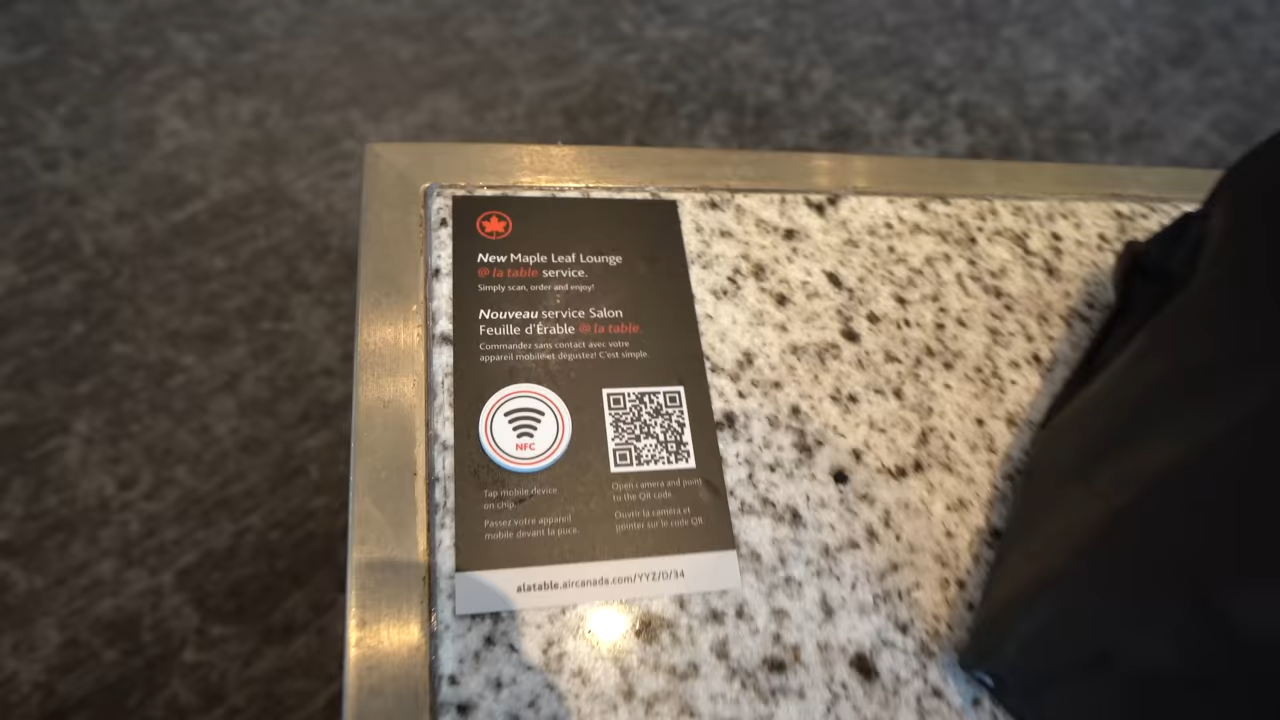 New Maple Leaf Lounge
@ la table service.
Simply scan, order and enjoy!
Nouveau service Salon
Feuille d'Érable @ la table.
Commandez sans contact avec votre
appareil mobile et dégustez! C'est simple.
NFC
Tap mobile device
on chip.
Passez votre appareil
mobile devant la puce.
Open camera and point
to the QR code.
Ouvrir la caméra et
pointer sur le code QR.
alatable.aircanada.com/YYZ/D/34